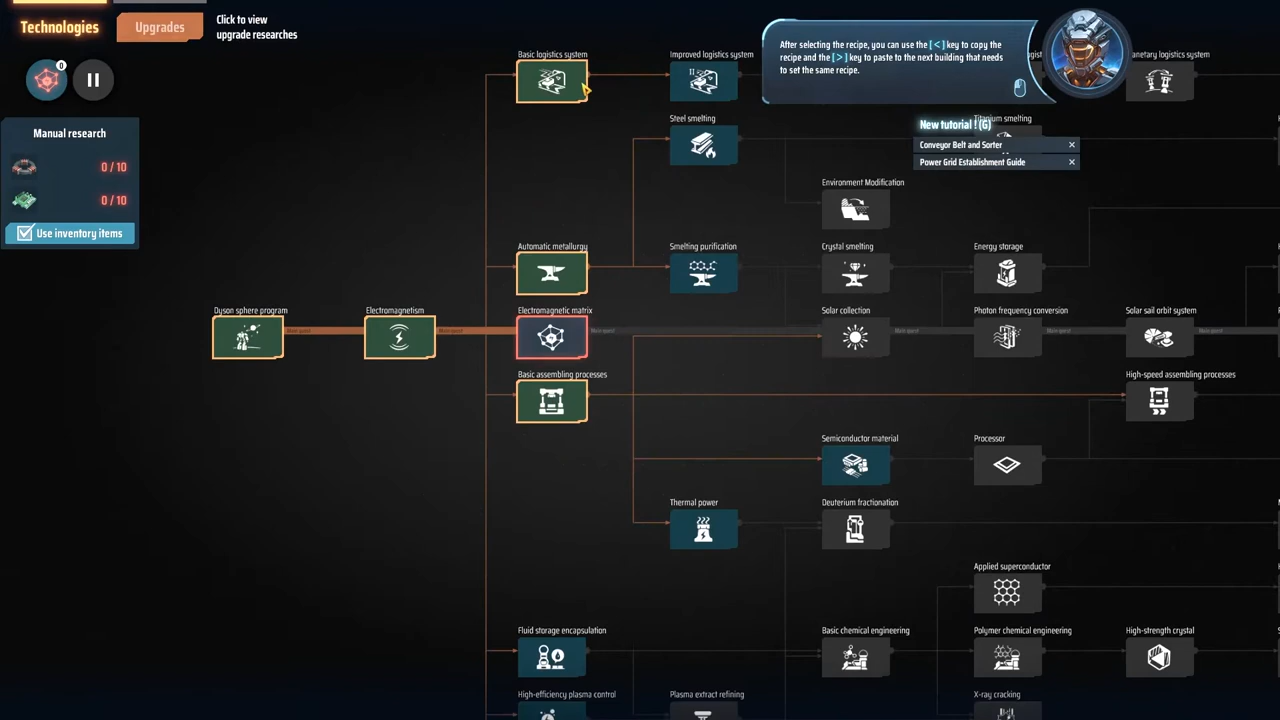 Technologies
Upgrades
Click to view
upgrade researches
0
Manual research
0 / 10
0 / 10
Use inventory items
After selecting the recipe, you can use the [<] key to copy
the recipe and the [>] key to paste to the next building that needs
to set the same recipe.
New tutorial ! (G)
Conveyor Belt and Sorter
Power Grid Establishment Guide
Basic logistics system
Improved logistics system
Steel smelting
Titanium smelting
Environment Modification
Automatic metallurgy
Smelting purification
Crystal smelting
Energy storage
Dyson sphere program
Electromagnetism
Electromagnetic matrix
Solar collection
Photon frequency conversion
Solar sail orbit system
Basic assembling processes
High-speed assembling processes
Semiconductor material
Processor
Thermal power
Deuterium fractionation
Applied superconductor
Fluid storage encapsulation
Basic chemical engineering
Polymer chemical engineering
High-strength crystal
High-efficiency plasma control
Plasma extract refining
X-ray cracking